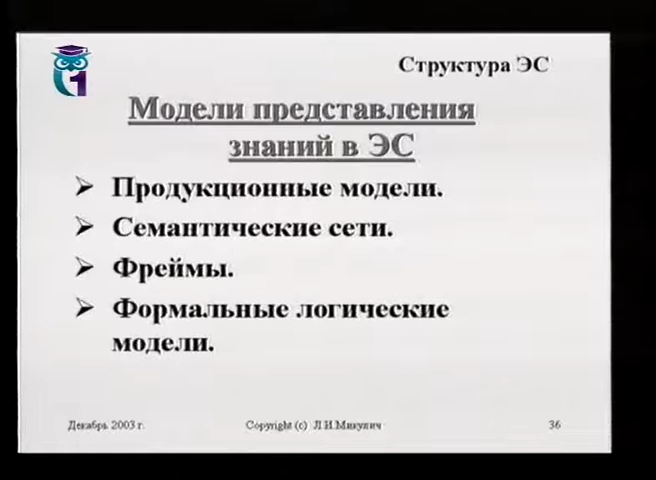 Структура ЭС
1
Модели представления
знаний в ЭС
➢ Продукционные модели.
➢ Семантические сети.
➢ Фреймы.
➢ Формальные логические
модели.
Декабрь 2003 г. Copyright (c) Л.И.Микулич 36